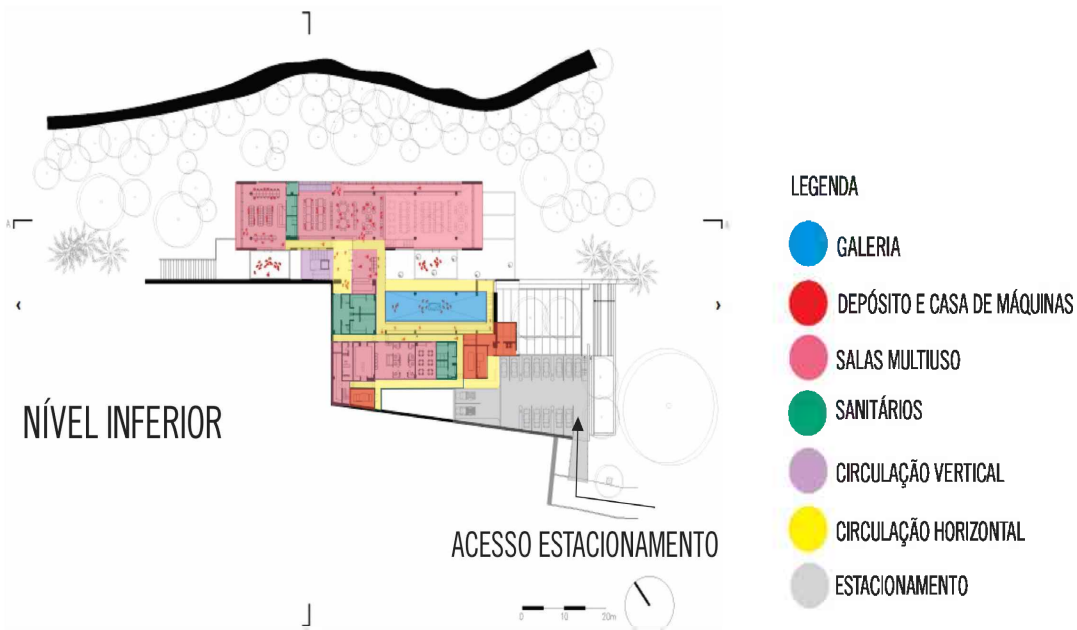 NÍVEL INFERIOR
ACESSO ESTACIONAMENTO
0 10 20m
LEGENDA
GALERIA
DEPÓSITO E CASA DE MÁQUINAS
SALAS MULTIUSO
SANITÁRIOS
CIRCULAÇÃO VERTICAL
CIRCULAÇÃO HORIZONTAL
ESTACIONAMENTO